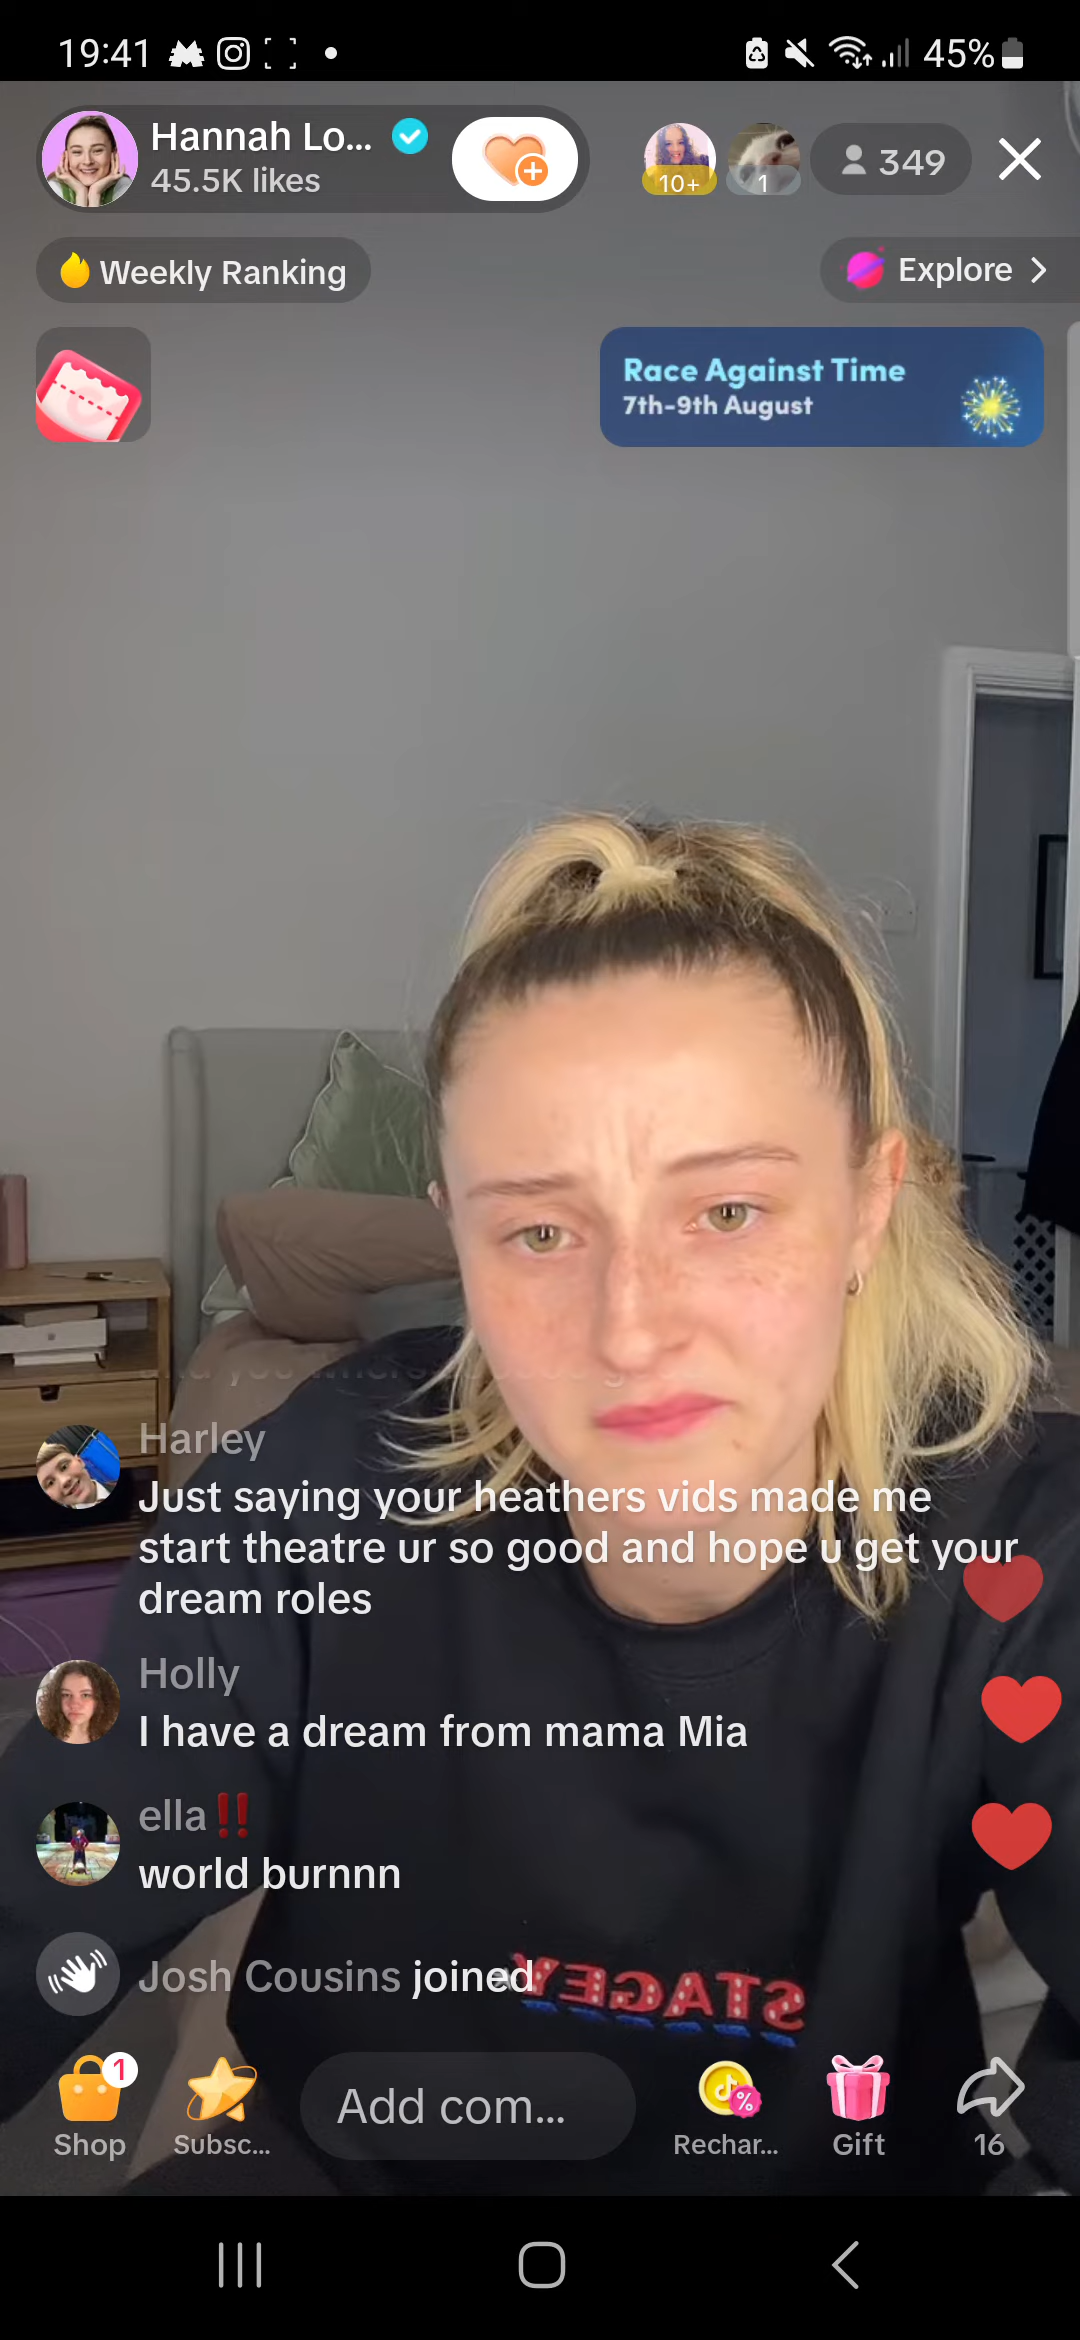 19:41
45%
Hannah Lo...
45.5K likes
10+
1
349
Weekly Ranking
Explore
Race Against Time
7th-9th August
Harley
Just saying your heathers vids made me
start theatre ur so good and hope u get your
dream roles
Holly
I have a dream from mama Mia
ella‼️
world burnnn
Josh Cousins joined
STAGEY
1
Shop
Subsc...
Add com...
%
Rechar...
Gift
16